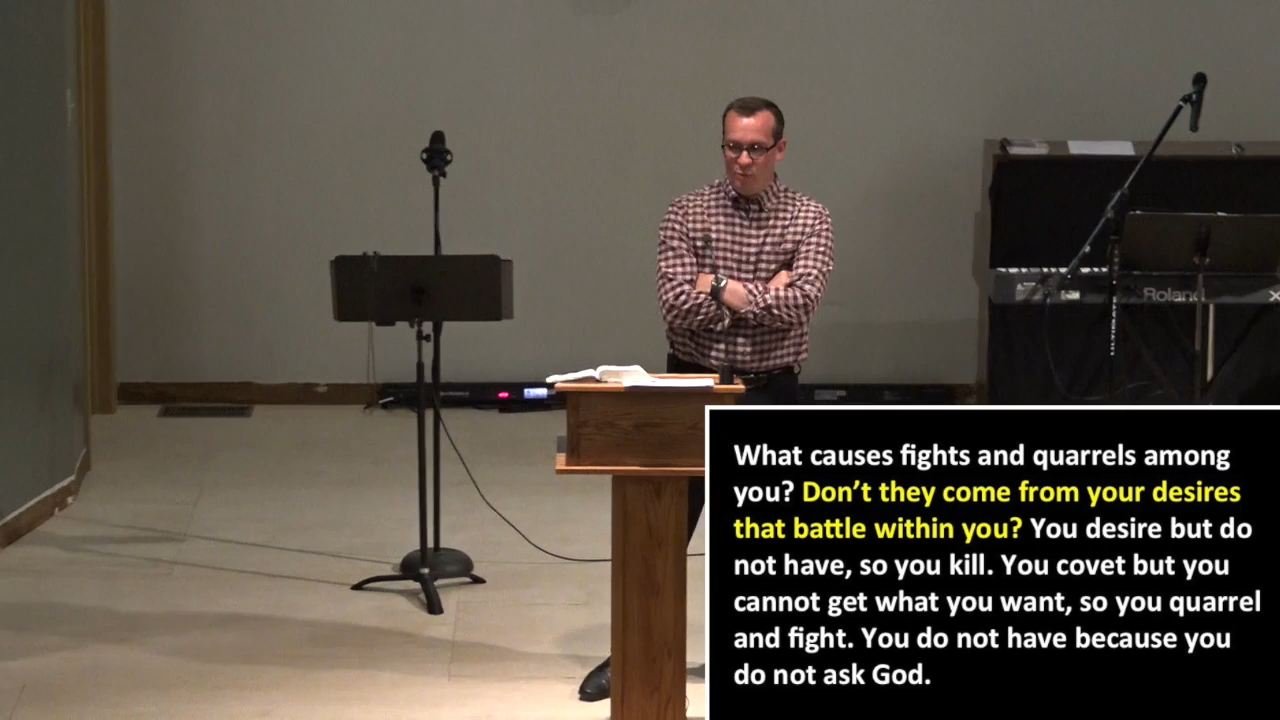 Roland
ULTIMATE
What causes fights and quarrels among
you? Don’t they come from your desires
that battle within you? You desire but do
not have, so you kill. You covet but you
cannot get what you want, so you quarrel
and fight. You do not have because you
do not ask God.